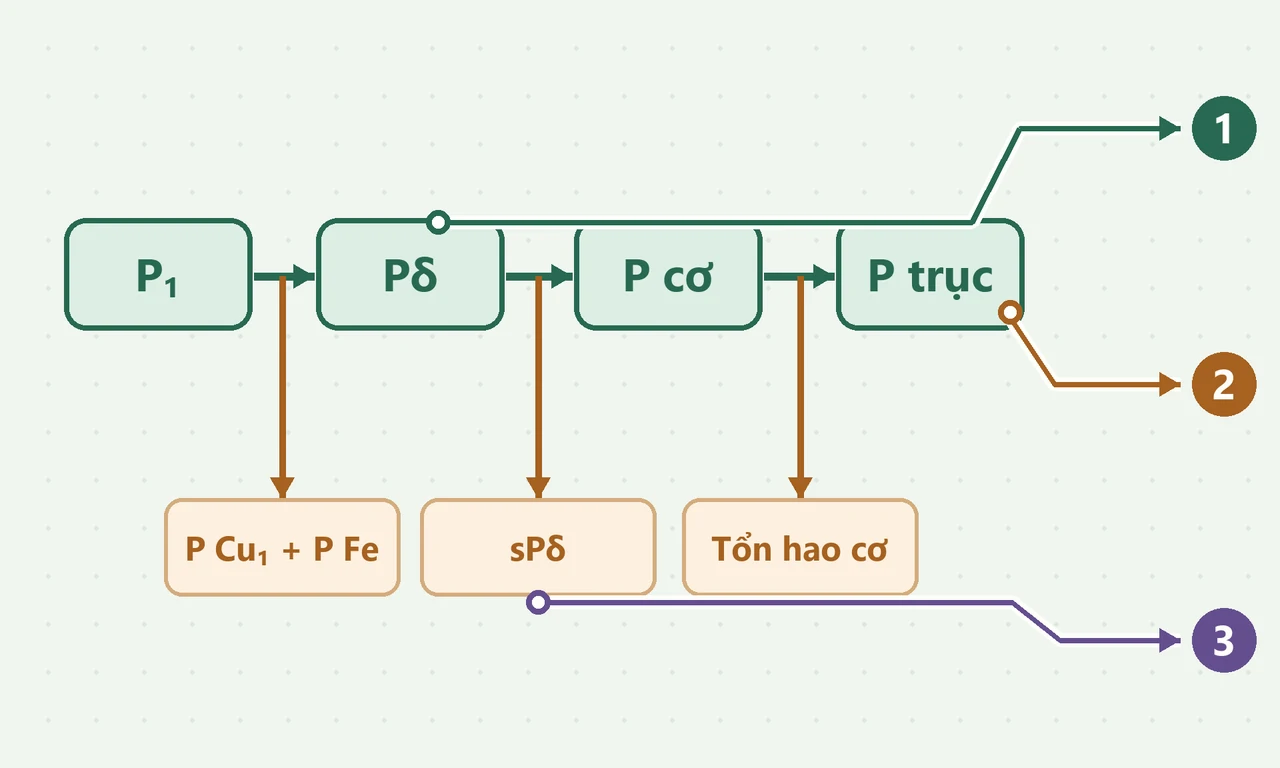 1
P₁
Pδ
P cơ
P trục
2
P Cu₁ + P Fe
sPδ
Tổn hao cơ
3